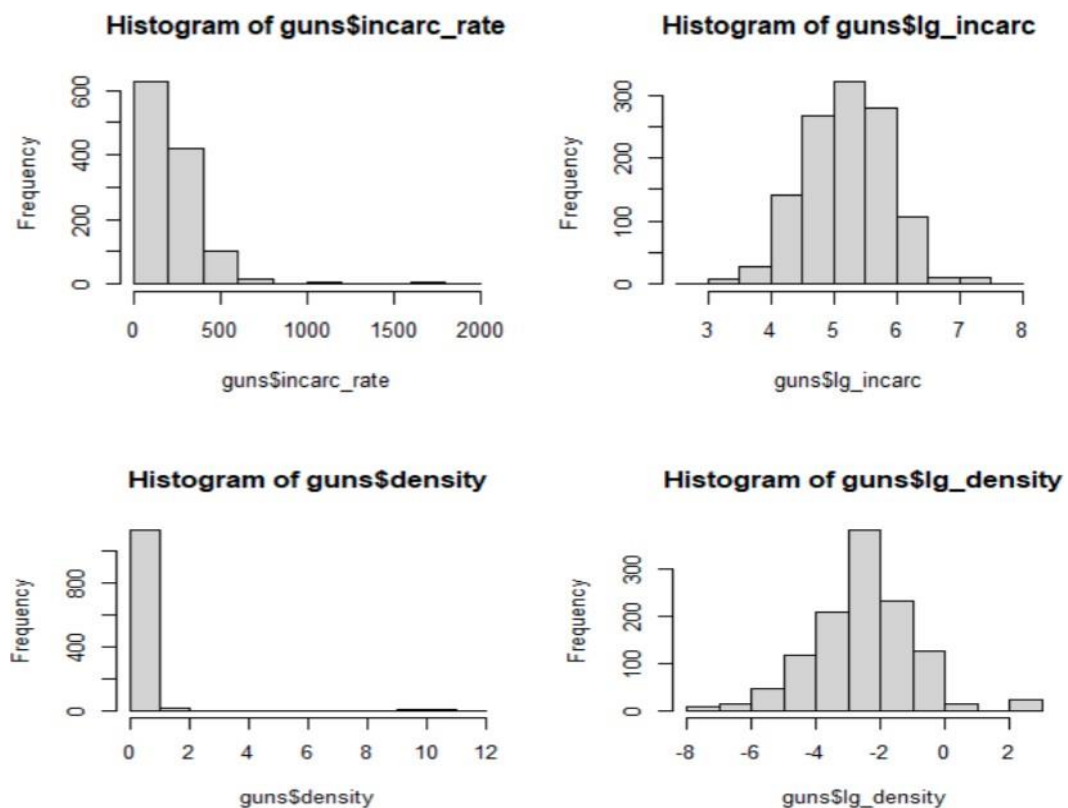 Histogram of guns$incarc_rate
Frequency
0 200 400 600
0 500 1000 1500 2000
guns$incarc_rate
Histogram of guns$lg_incarc
Frequency
0 100 200 300
3 4 5 6 7 8
guns$lg_incarc
Histogram of guns$density
Frequency
0 400 800
0 2 4 6 8 10 12
guns$density
Histogram of guns$lg_density
Frequency
0 100 200 300
-8 -6 -4 -2 0 2
guns$lg_density